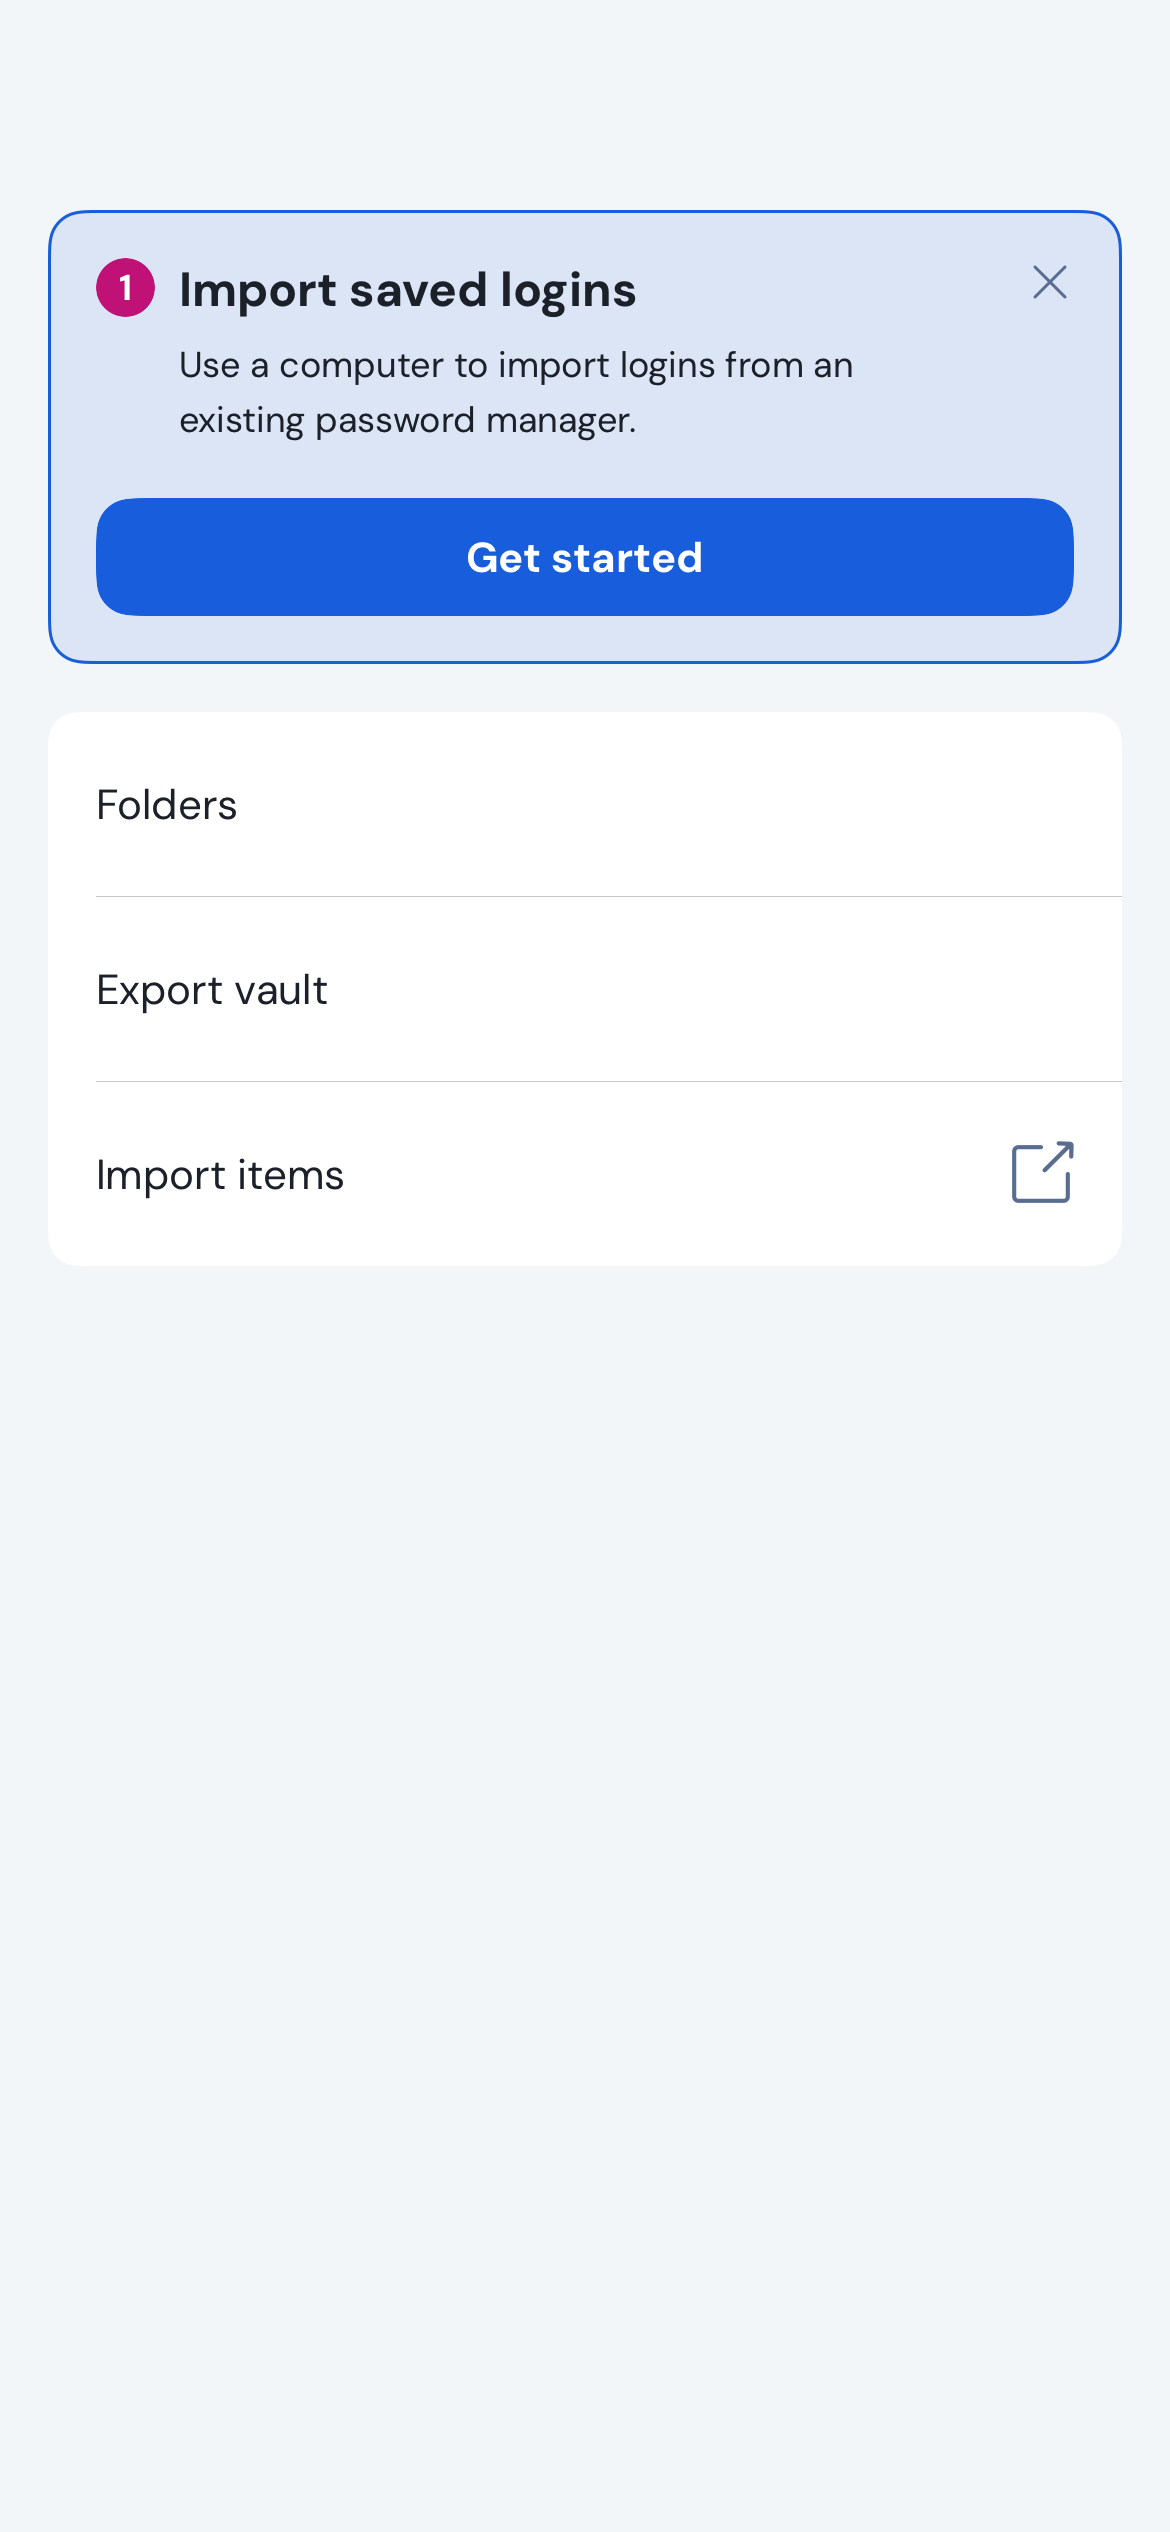 1
Import saved logins
Use a computer to import logins from an
existing password manager.
Get started
Folders
Export vault
Import items